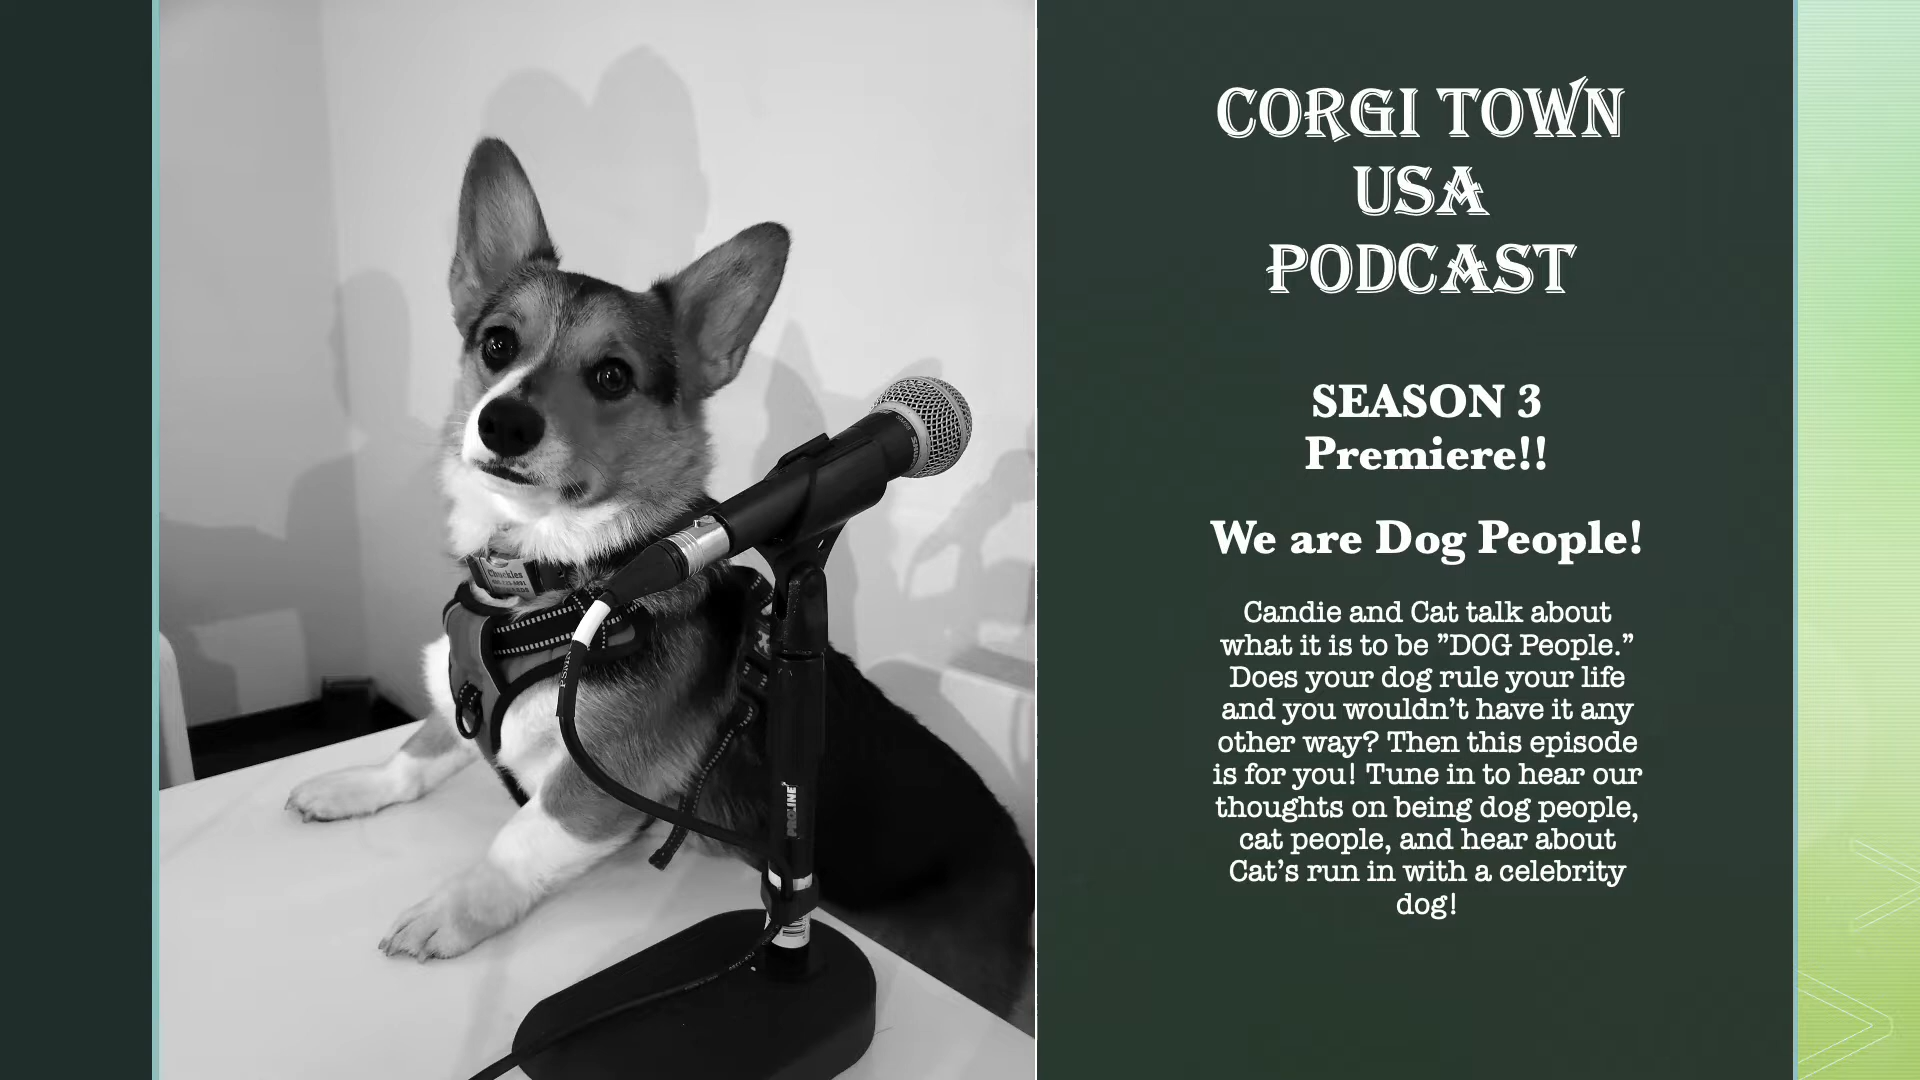 CORGI TOWN
USA
PODCAST
SEASON 3
Premiere!!
We are Dog People!
Candie and Cat talk about
what it is to be ”DOG People.”
Does your dog rule your life
and you wouldn’t have it any
other way? Then this episode
is for you! Tune in to hear our
thoughts on being dog people,
cat people, and hear about
Cat’s run in with a celebrity
dog!
Chuckles
PROLINE